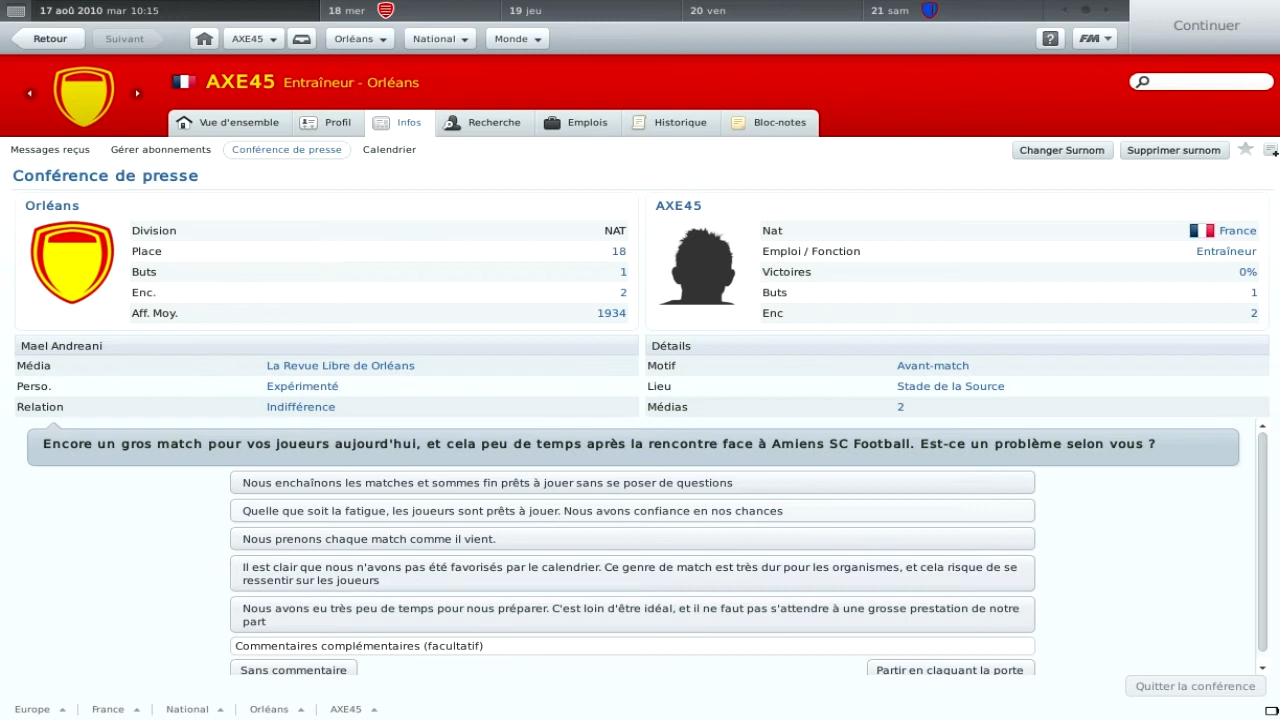 17 aoû 2010 mar 10:15
18 mer
19 jeu
20 ven
21 sam
Continuer
Retour
Suivant
AXE45
Orléans
National
Monde
?
FM
AXE45 Entraîneur - Orléans
Vue d'ensemble
Profil
Infos
Recherche
Emplois
Historique
Bloc-notes
Messages reçus
Gérer abonnements
Conférence de presse
Calendrier
Changer Surnom
Supprimer surnom
Conférence de presse
Orléans
Division NAT
Place 18
Buts 1
Enc. 2
Aff. Moy. 1934
AXE45
Nat France
Emploi / Fonction Entraîneur
Victoires 0%
Buts 1
Enc 2
Mael Andreani
Média La Revue Libre de Orléans
Perso. Expérimenté
Relation Indifférence
Détails
Motif Avant-match
Lieu Stade de la Source
Médias 2
Encore un gros match pour vos joueurs aujourd'hui, et cela peu de temps après la rencontre face à Amiens SC Football. Est-ce un problème selon vous ?
Nous enchaînons les matches et sommes fin prêts à jouer sans se poser de questions
Quelle que soit la fatigue, les joueurs sont prêts à jouer. Nous avons confiance en nos chances
Nous prenons chaque match comme il vient.
Il est clair que nous n'avons pas été favorisés par le calendrier. Ce genre de match est très dur pour les organismes, et cela risque de se
ressentir sur les joueurs
Nous avons eu très peu de temps pour nous préparer. C'est loin d'être idéal, et il ne faut pas s'attendre à une grosse prestation de notre
part
Commentaires complémentaires (facultatif)
Sans commentaire
Partir en claquant la porte
Quitter la conférence
Europe
France
National
Orléans
AXE45